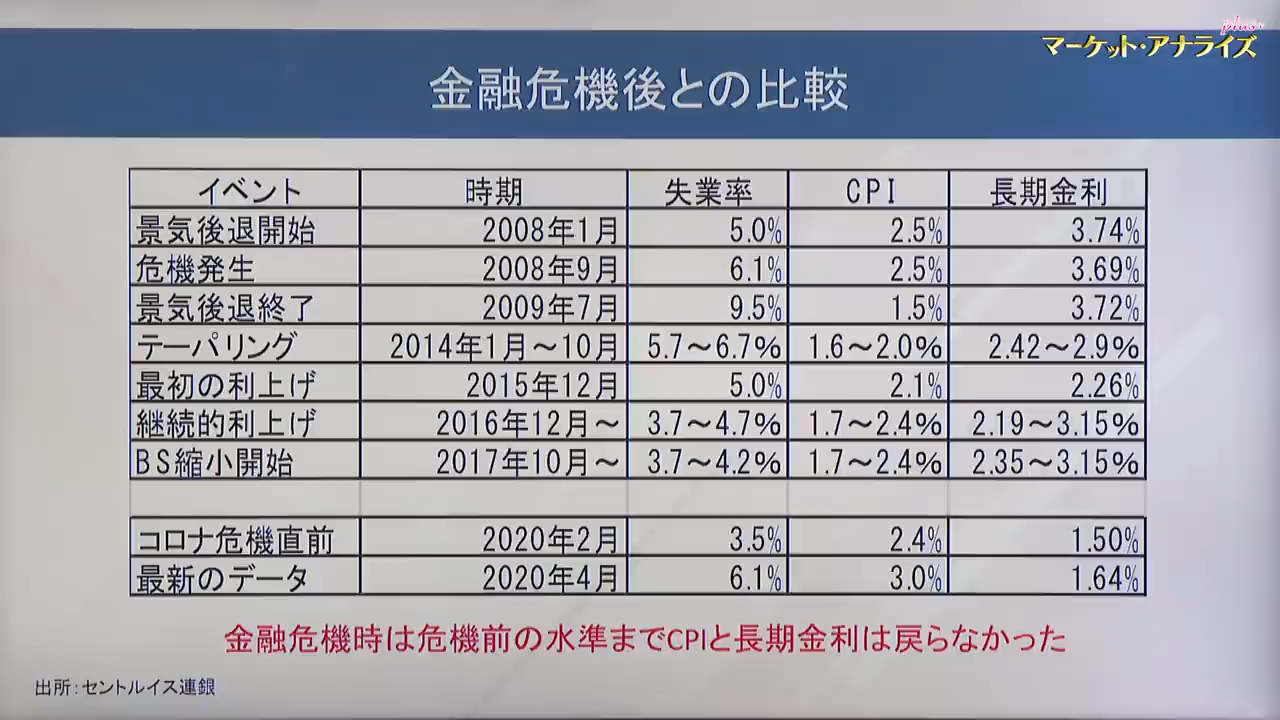 plus+
マーケット・アナライズ
金融危機後との比較
イベント 時期 失業率 CPI 長期金利
景気後退開始 2008年1月 5.0% 2.5% 3.74%
危機発生 2008年9月 6.1% 2.5% 3.69%
景気後退終了 2009年7月 9.5% 1.5% 3.72%
テーパリング 2014年1月～10月 5.7～6.7% 1.6～2.0% 2.42～2.9%
最初の利上げ 2015年12月 5.0% 2.1% 2.26%
継続的利上げ 2016年12月～ 3.7～4.7% 1.7～2.4% 2.19～3.15%
BS縮小開始 2017年10月～ 3.7～4.2% 1.7～2.4% 2.35～3.15%
コロナ危機直前 2020年2月 3.5% 2.4% 1.50%
最新のデータ 2020年4月 6.1% 3.0% 1.64%
金融危機時は危機前の水準までCPIと長期金利は戻らなかった
出所：セントルイス連銀